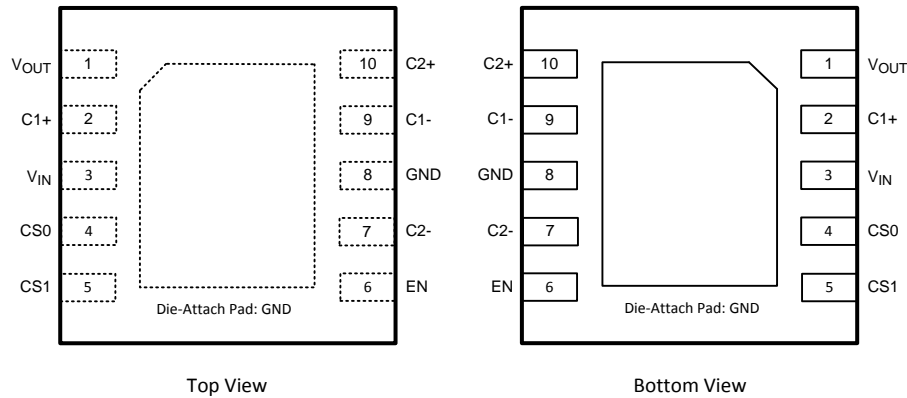 VOUT 1 10 C2+
C1+ 2 9 C1-
VIN 3 8 GND
CS0 4 7 C2-
CS1 5 6 EN
Die-Attach Pad: GND
Top View
C2+ 10 1 VOUT
C1- 9 2 C1+
GND 8 3 VIN
C2- 7 4 CS0
EN 6 5 CS1
Die-Attach Pad: GND
Bottom View